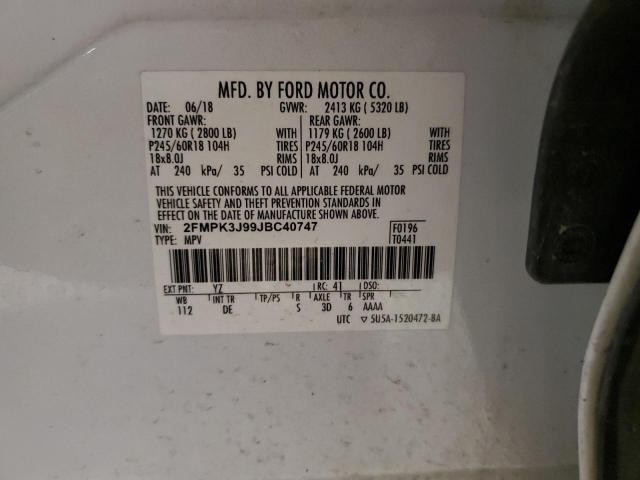 MFD. BY FORD MOTOR CO.
DATE: 06/18 GVWR: 2413 KG ( 5320 LB)
FRONT GAWR: REAR GAWR:
1270 KG ( 2800 LB) WITH 1179 KG ( 2600 LB) WITH
P245/60R18 104H TIRES P245/60R18 104H TIRES
18x8.0J RIMS 18x8.0J RIMS
AT 240 kPa/ 35 PSI COLD AT 240 kPa/ 35 PSI COLD
THIS VEHICLE CONFORMS TO ALL APPLICABLE FEDERAL MOTOR
VEHICLE SAFETY AND THEFT PREVENTION STANDARDS IN
EFFECT ON THE DATE OF MANUFACTURE SHOWN ABOVE.
VIN: 2FMPK3J99JBC40747 F0196
TYPE: MPV T0441
EXT PNT: YZ RC: 41 DSO:
WB INT TR TP/PS R AXLE TR SPR
112 DE S 3D 6 AAAA
UTC 5U5A-1520472-BA